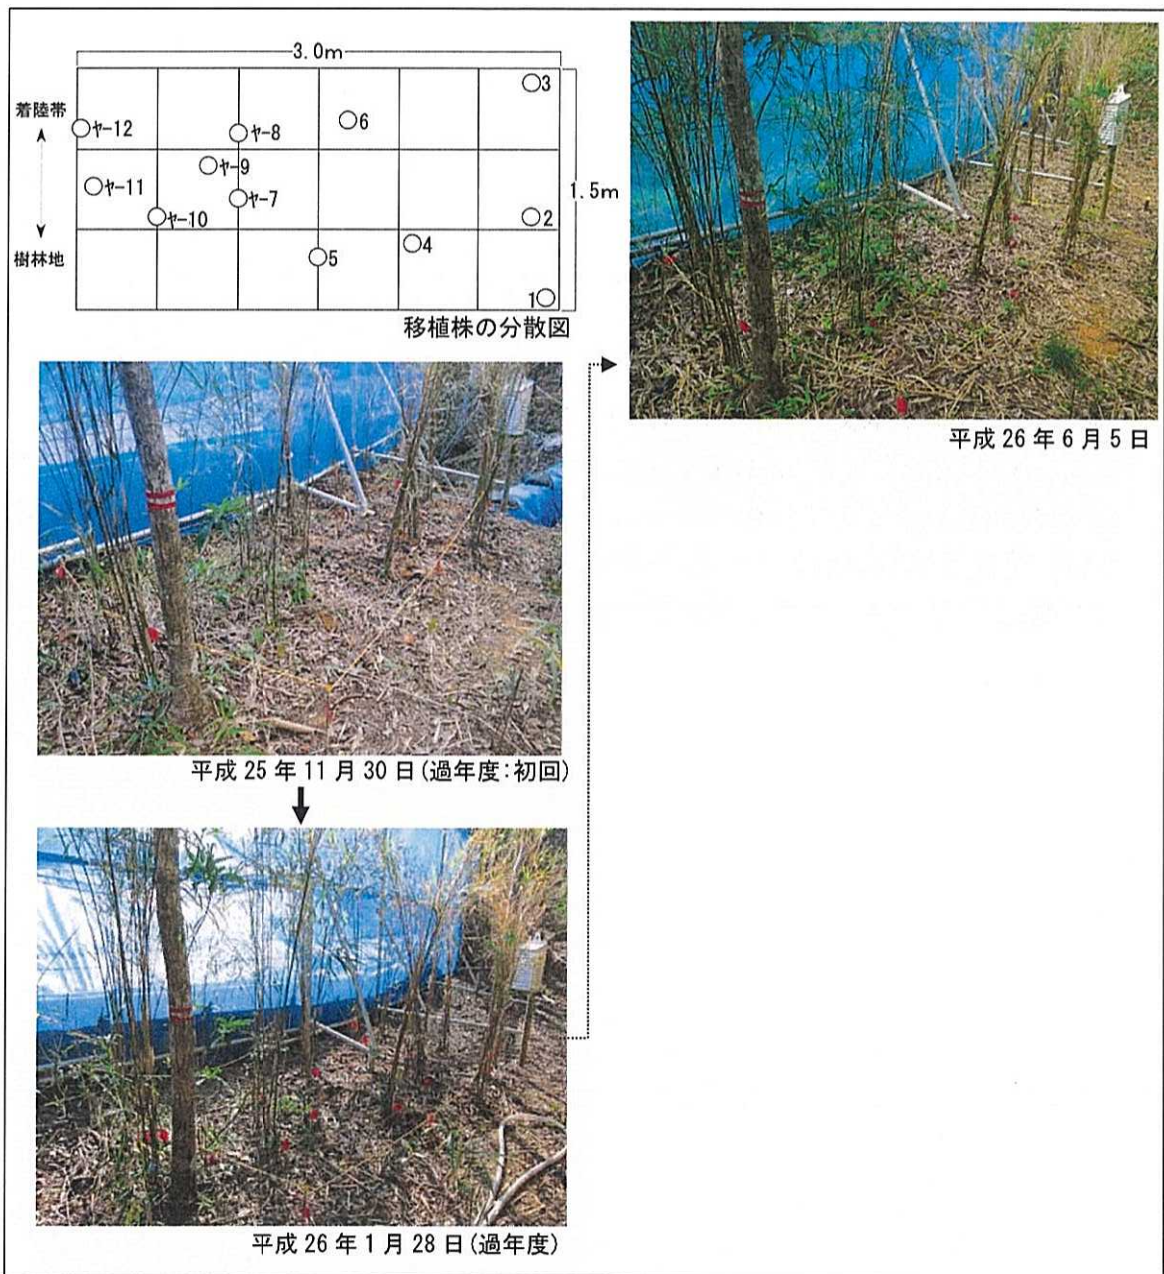 3.0m
着陸帯
樹林地
1.5m
3
6
ヤ-12
ヤ-8
ヤ-9
ヤ-11
ヤ-7
ヤ-10
2
4
5
1
移植株の分散図
平成 26 年 6 月 5 日
平成 25 年 11 月 30 日(過年度:初回)
平成 26 年 1 月 28 日(過年度)